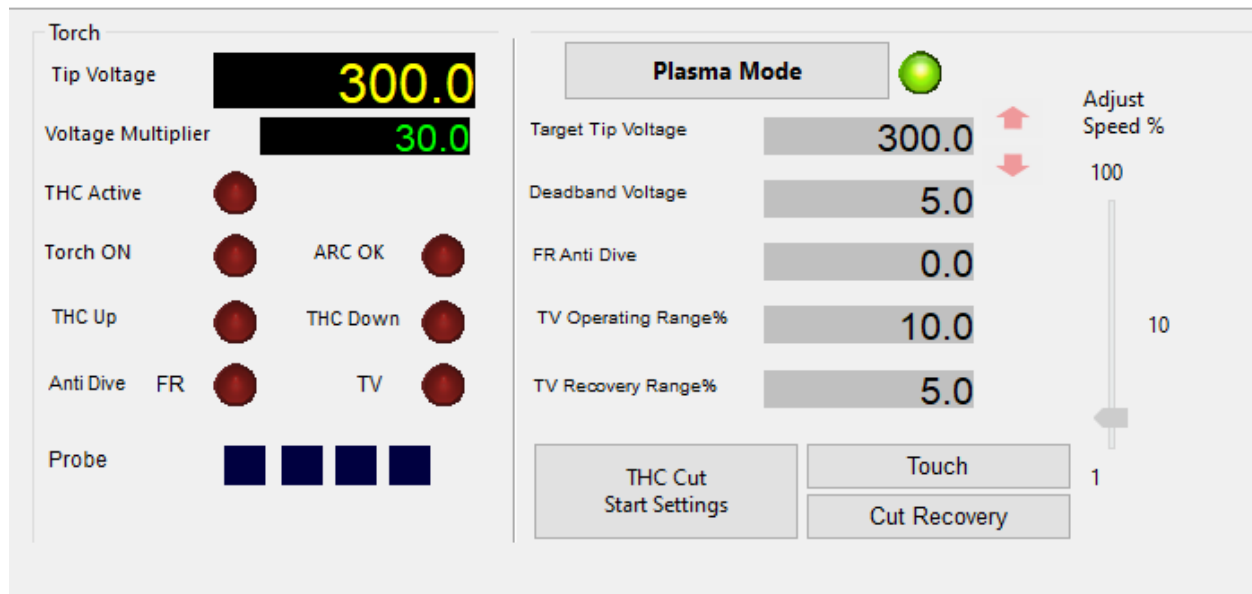 Torch
Tip Voltage 300.0
Voltage Multiplier 30.0
THC Active
Torch ON ARC OK
THC Up THC Down
Anti Dive FR TV
Probe
Plasma Mode
Target Tip Voltage 300.0
Deadband Voltage 5.0
FR Anti Dive 0.0
TV Operating Range% 10.0
TV Recovery Range% 5.0
THC Cut
Start Settings
Touch
Cut Recovery
Adjust
Speed %
100
10
1